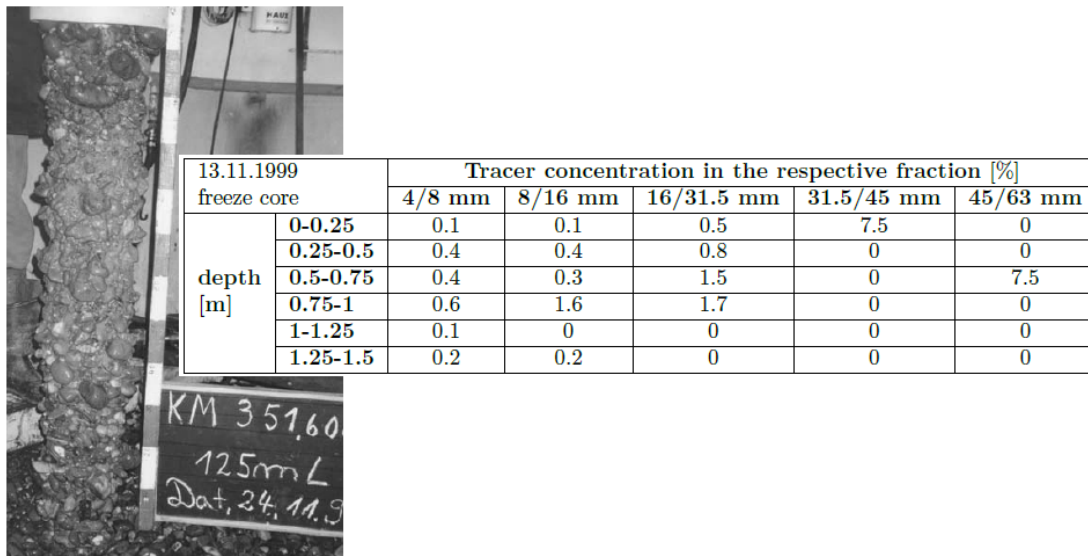 13.11.1999 Tracer concentration in the respective fraction [%]
freeze core 4/8 mm 8/16 mm 16/31.5 mm 31.5/45 mm 45/63 mm
0-0.25 0.1 0.1 0.5 7.5 0
0.25-0.5 0.4 0.4 0.8 0 0
depth 0.5-0.75 0.4 0.3 1.5 0 7.5
[m] 0.75-1 0.6 1.6 1.7 0 0
1-1.25 0.1 0 0 0 0
1.25-1.5 0.2 0.2 0 0 0
KM 351,60
125m L
Dat. 24.11.9